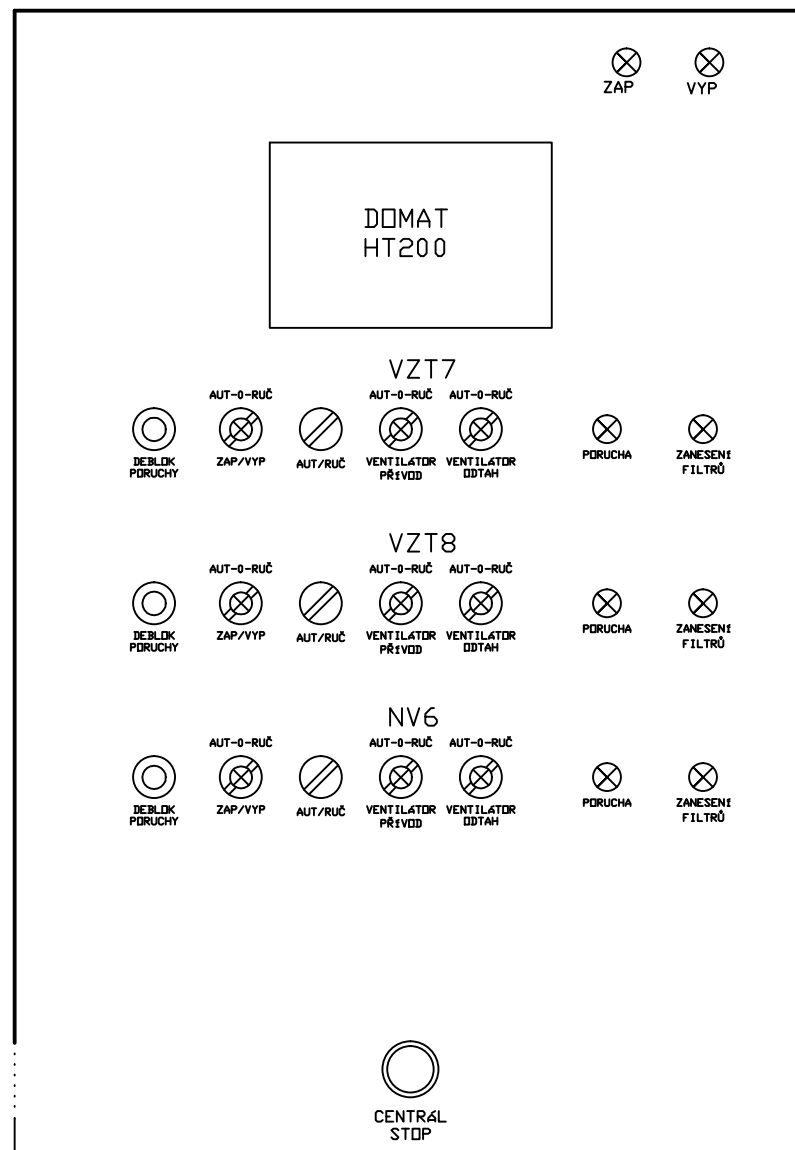 ZAP VYP
DOMAT
HT200
VZT7
AUT-0-RUČ AUT-0-RUČ AUT-0-RUČ
DEBLOK PORUCHY ZAP/VYP AUT/RUČ VENTILÁTOR PŘÍVOD VENTILÁTOR ODTAH PORUCHA ZANESENÍ FILTRŮ
VZT8
AUT-0-RUČ AUT-0-RUČ AUT-0-RUČ
DEBLOK PORUCHY ZAP/VYP AUT/RUČ VENTILÁTOR PŘÍVOD VENTILÁTOR ODTAH PORUCHA ZANESENÍ FILTRŮ
NV6
AUT-0-RUČ AUT-0-RUČ AUT-0-RUČ
DEBLOK PORUCHY ZAP/VYP AUT/RUČ VENTILÁTOR PŘÍVOD VENTILÁTOR ODTAH PORUCHA ZANESENÍ FILTRŮ
CENTRÁL
STOP